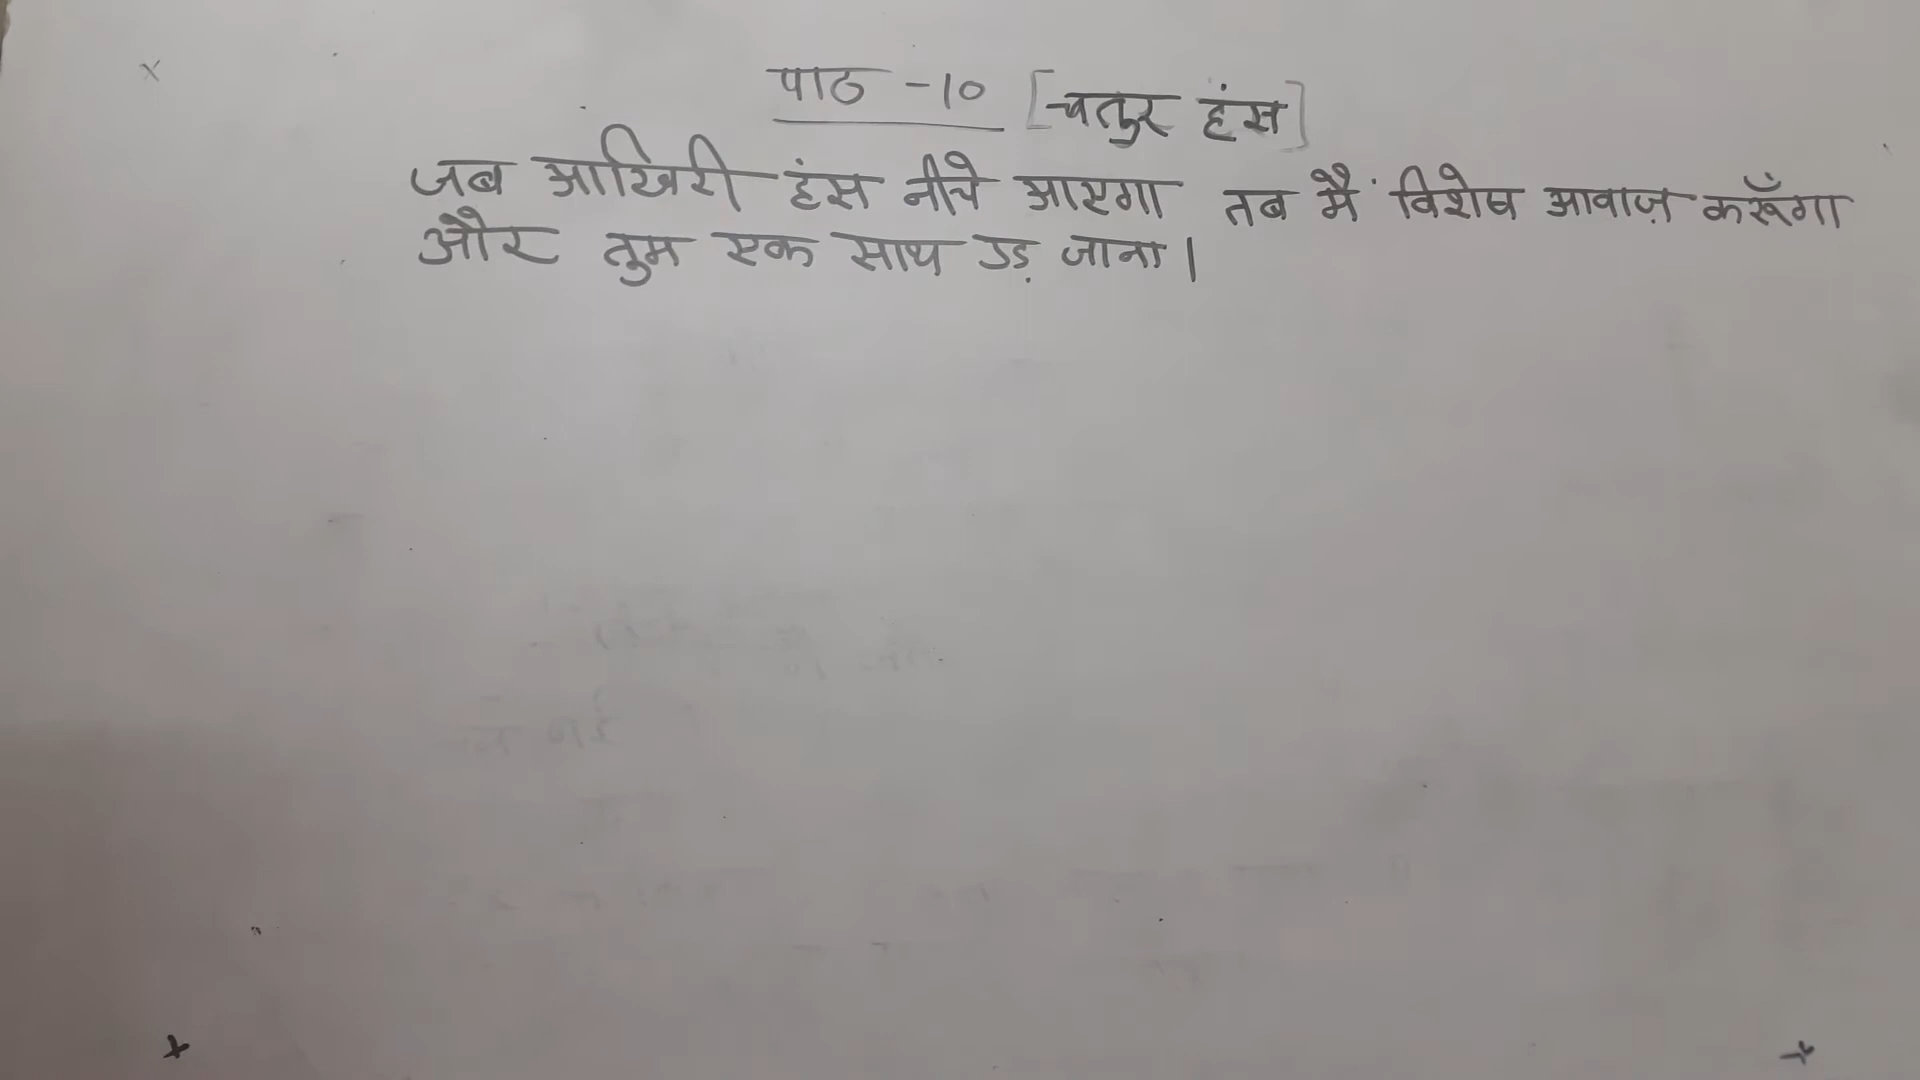 पाठ -10 [चतुर हंस]
जब आखिरी हंस नीचे आएगा तब मैं विशेष आवाज़ करूँगा
और तुम एक साथ उड़ जाना।